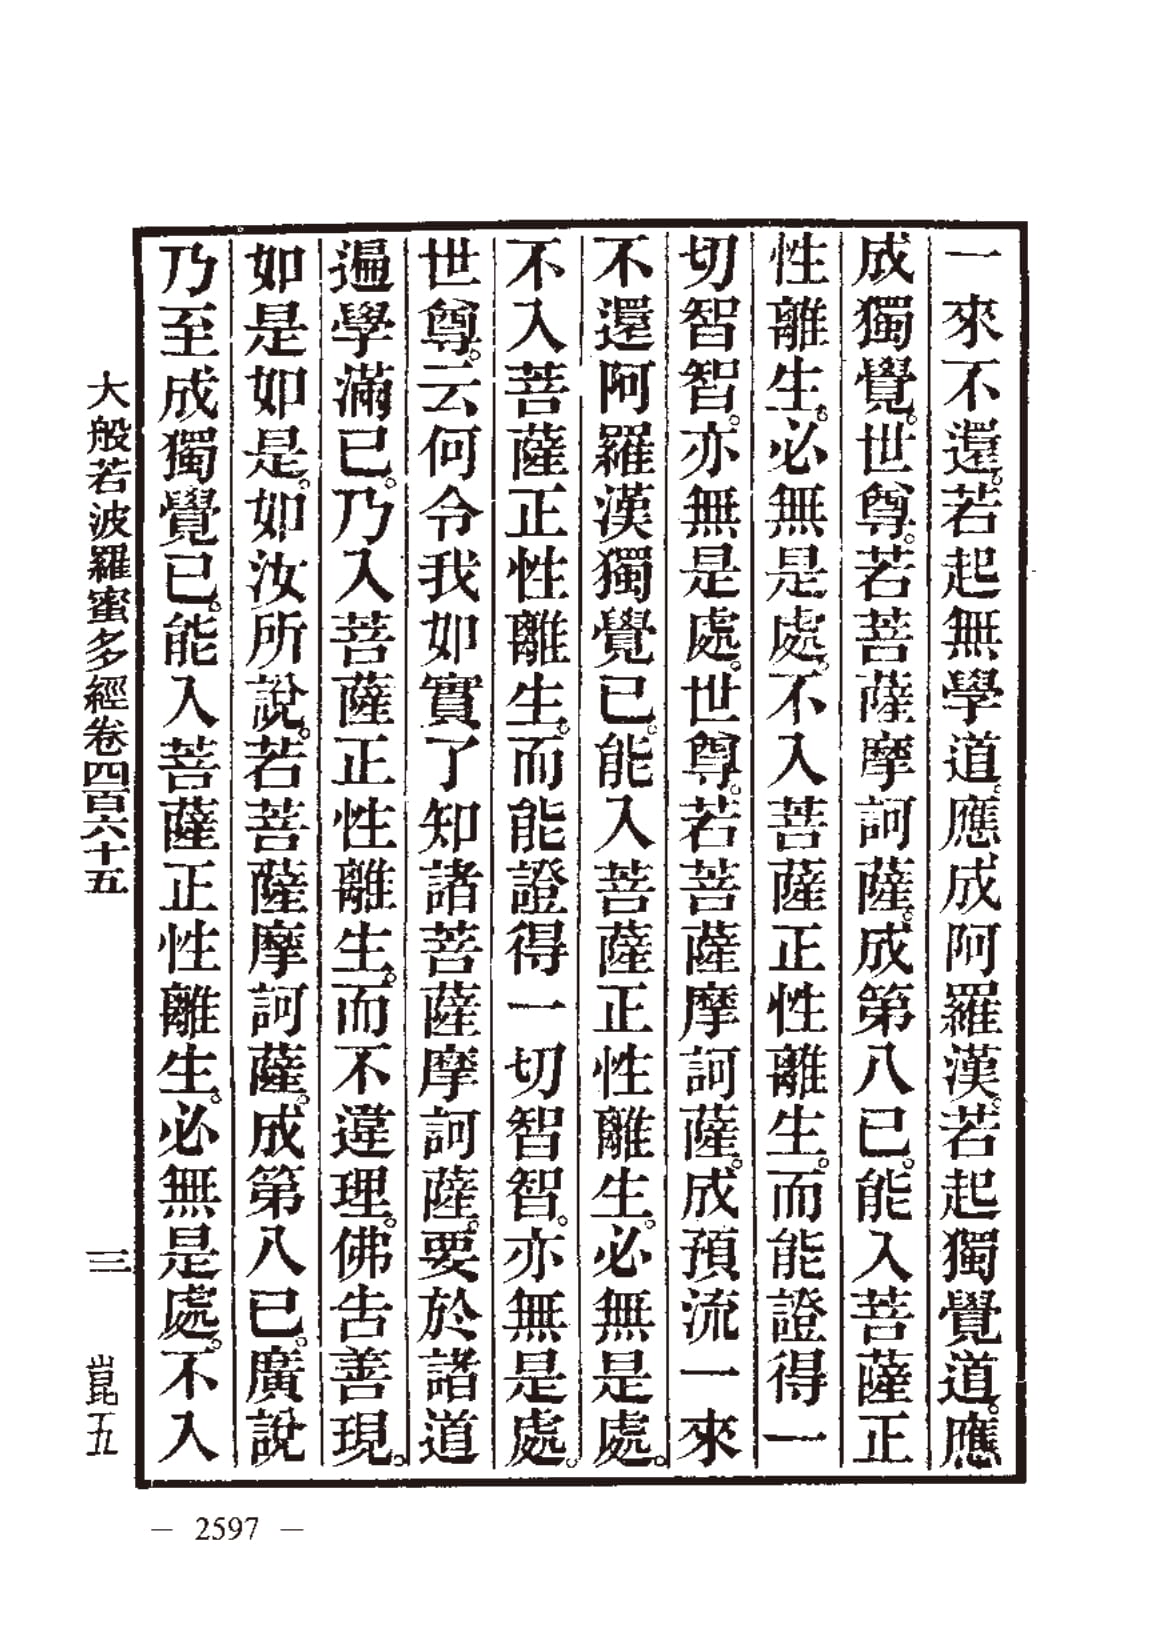 一來不還。若起無學道。應成阿羅漢。若起獨覺道。應
成獨覺。世尊。若菩薩摩訶薩。成第八已。能入菩薩正
性離生。必無是處。不入菩薩正性離生。而能證得一
切智智。亦無是處。世尊。若菩薩摩訶薩。成預流一來
不還阿羅漢獨覺已。能入菩薩正性離生。必無是處。
不入菩薩正性離生。而能證得一切智智。亦無是處。
世尊。云何令我如實了知諸菩薩摩訶薩。要於諸道
遍學滿已。乃入菩薩正性離生。而不違理。佛告善現。
如是如是。如汝所說。若菩薩摩訶薩。成第八已。廣說
乃至成獨覺已。能入菩薩正性離生。必無是處。不入
大般若波羅蜜多經卷四百六十五 三 崑五
— 2597 —